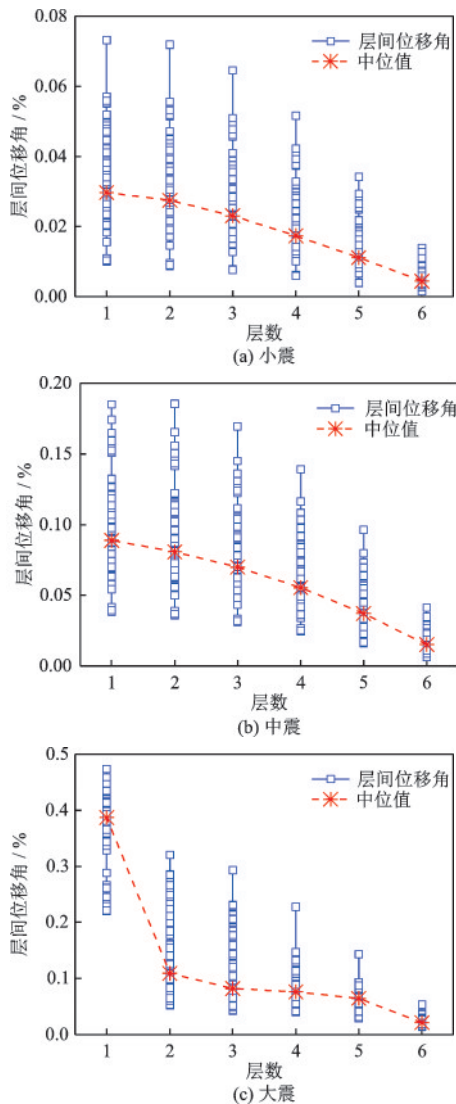 0.08
0.06
0.04
0.02
0.00
层间位移角 / %
层间位移角
中位值
1 2 3 4 5 6
层数
(a) 小震
0.20
0.15
0.10
0.05
0.00
层间位移角 / %
层间位移角
中位值
1 2 3 4 5 6
层数
(b) 中震
0.5
0.4
0.3
0.2
0.1
0.0
层间位移角 / %
层间位移角
中位值
1 2 3 4 5 6
层数
(c) 大震